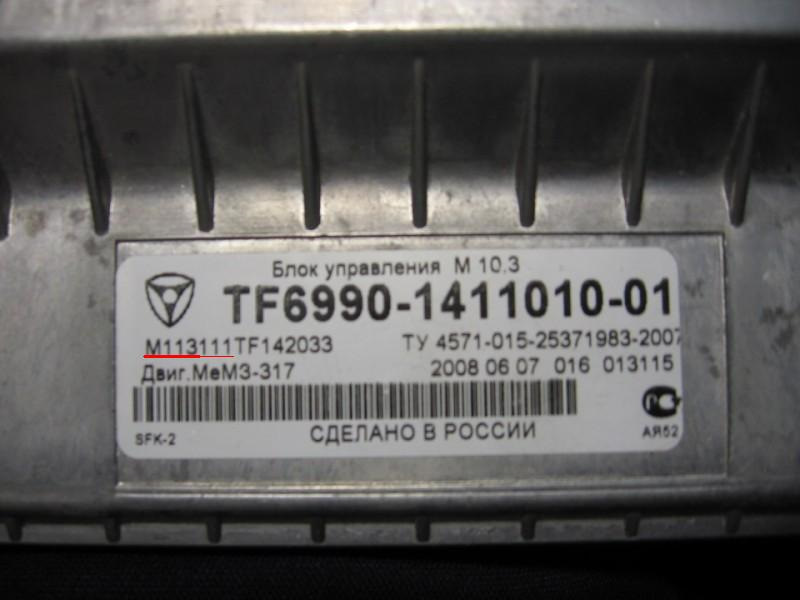 Блок управления М 10.3
TF6990-1411010-01
M113111TF142033 ТУ 4571-015-25371983-2007
Двиг.МеМЗ-317 2008 06 07 016 013115
SFK-2 СДЕЛАНО В РОССИИ АЯ52